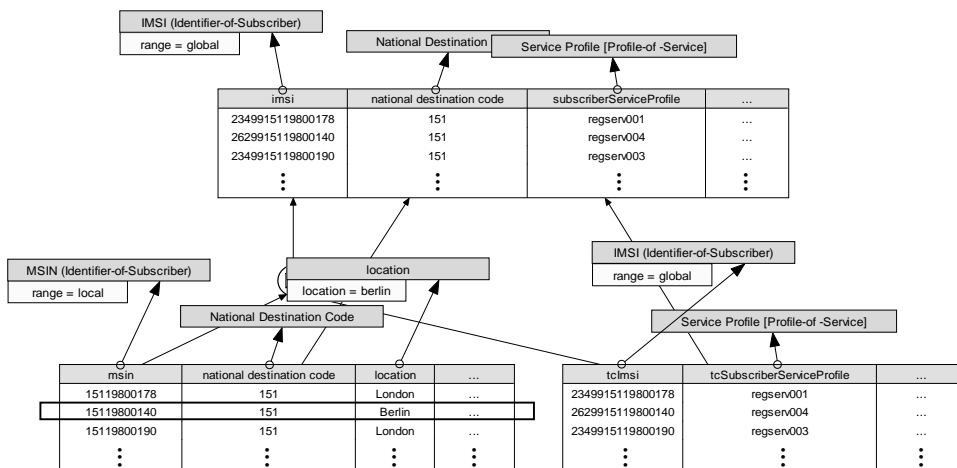 IMSI (Identifier-of-Subscriber)
range = global
National Destination
Service Profile [Profile-of -Service]
imsi national destination code subscriberServiceProfile ...
2349915119800178 151 regserv001 ...
2629915119800140 151 regserv004 ...
2349915119800190 151 regserv003 ...
MSIN (Identifier-of-Subscriber)
range = local
location
location = berlin
IMSI (Identifier-of-Subscriber)
range = global
National Destination Code
Service Profile [Profile-of -Service]
msin national destination code location ...
15119800178 151 London ...
15119800140 151 Berlin ...
15119800190 151 London ...
tcImsi tcSubscriberServiceProfile ...
2349915119800178 regserv001 ...
2629915119800140 regserv004 ...
2349915119800190 regserv003 ...